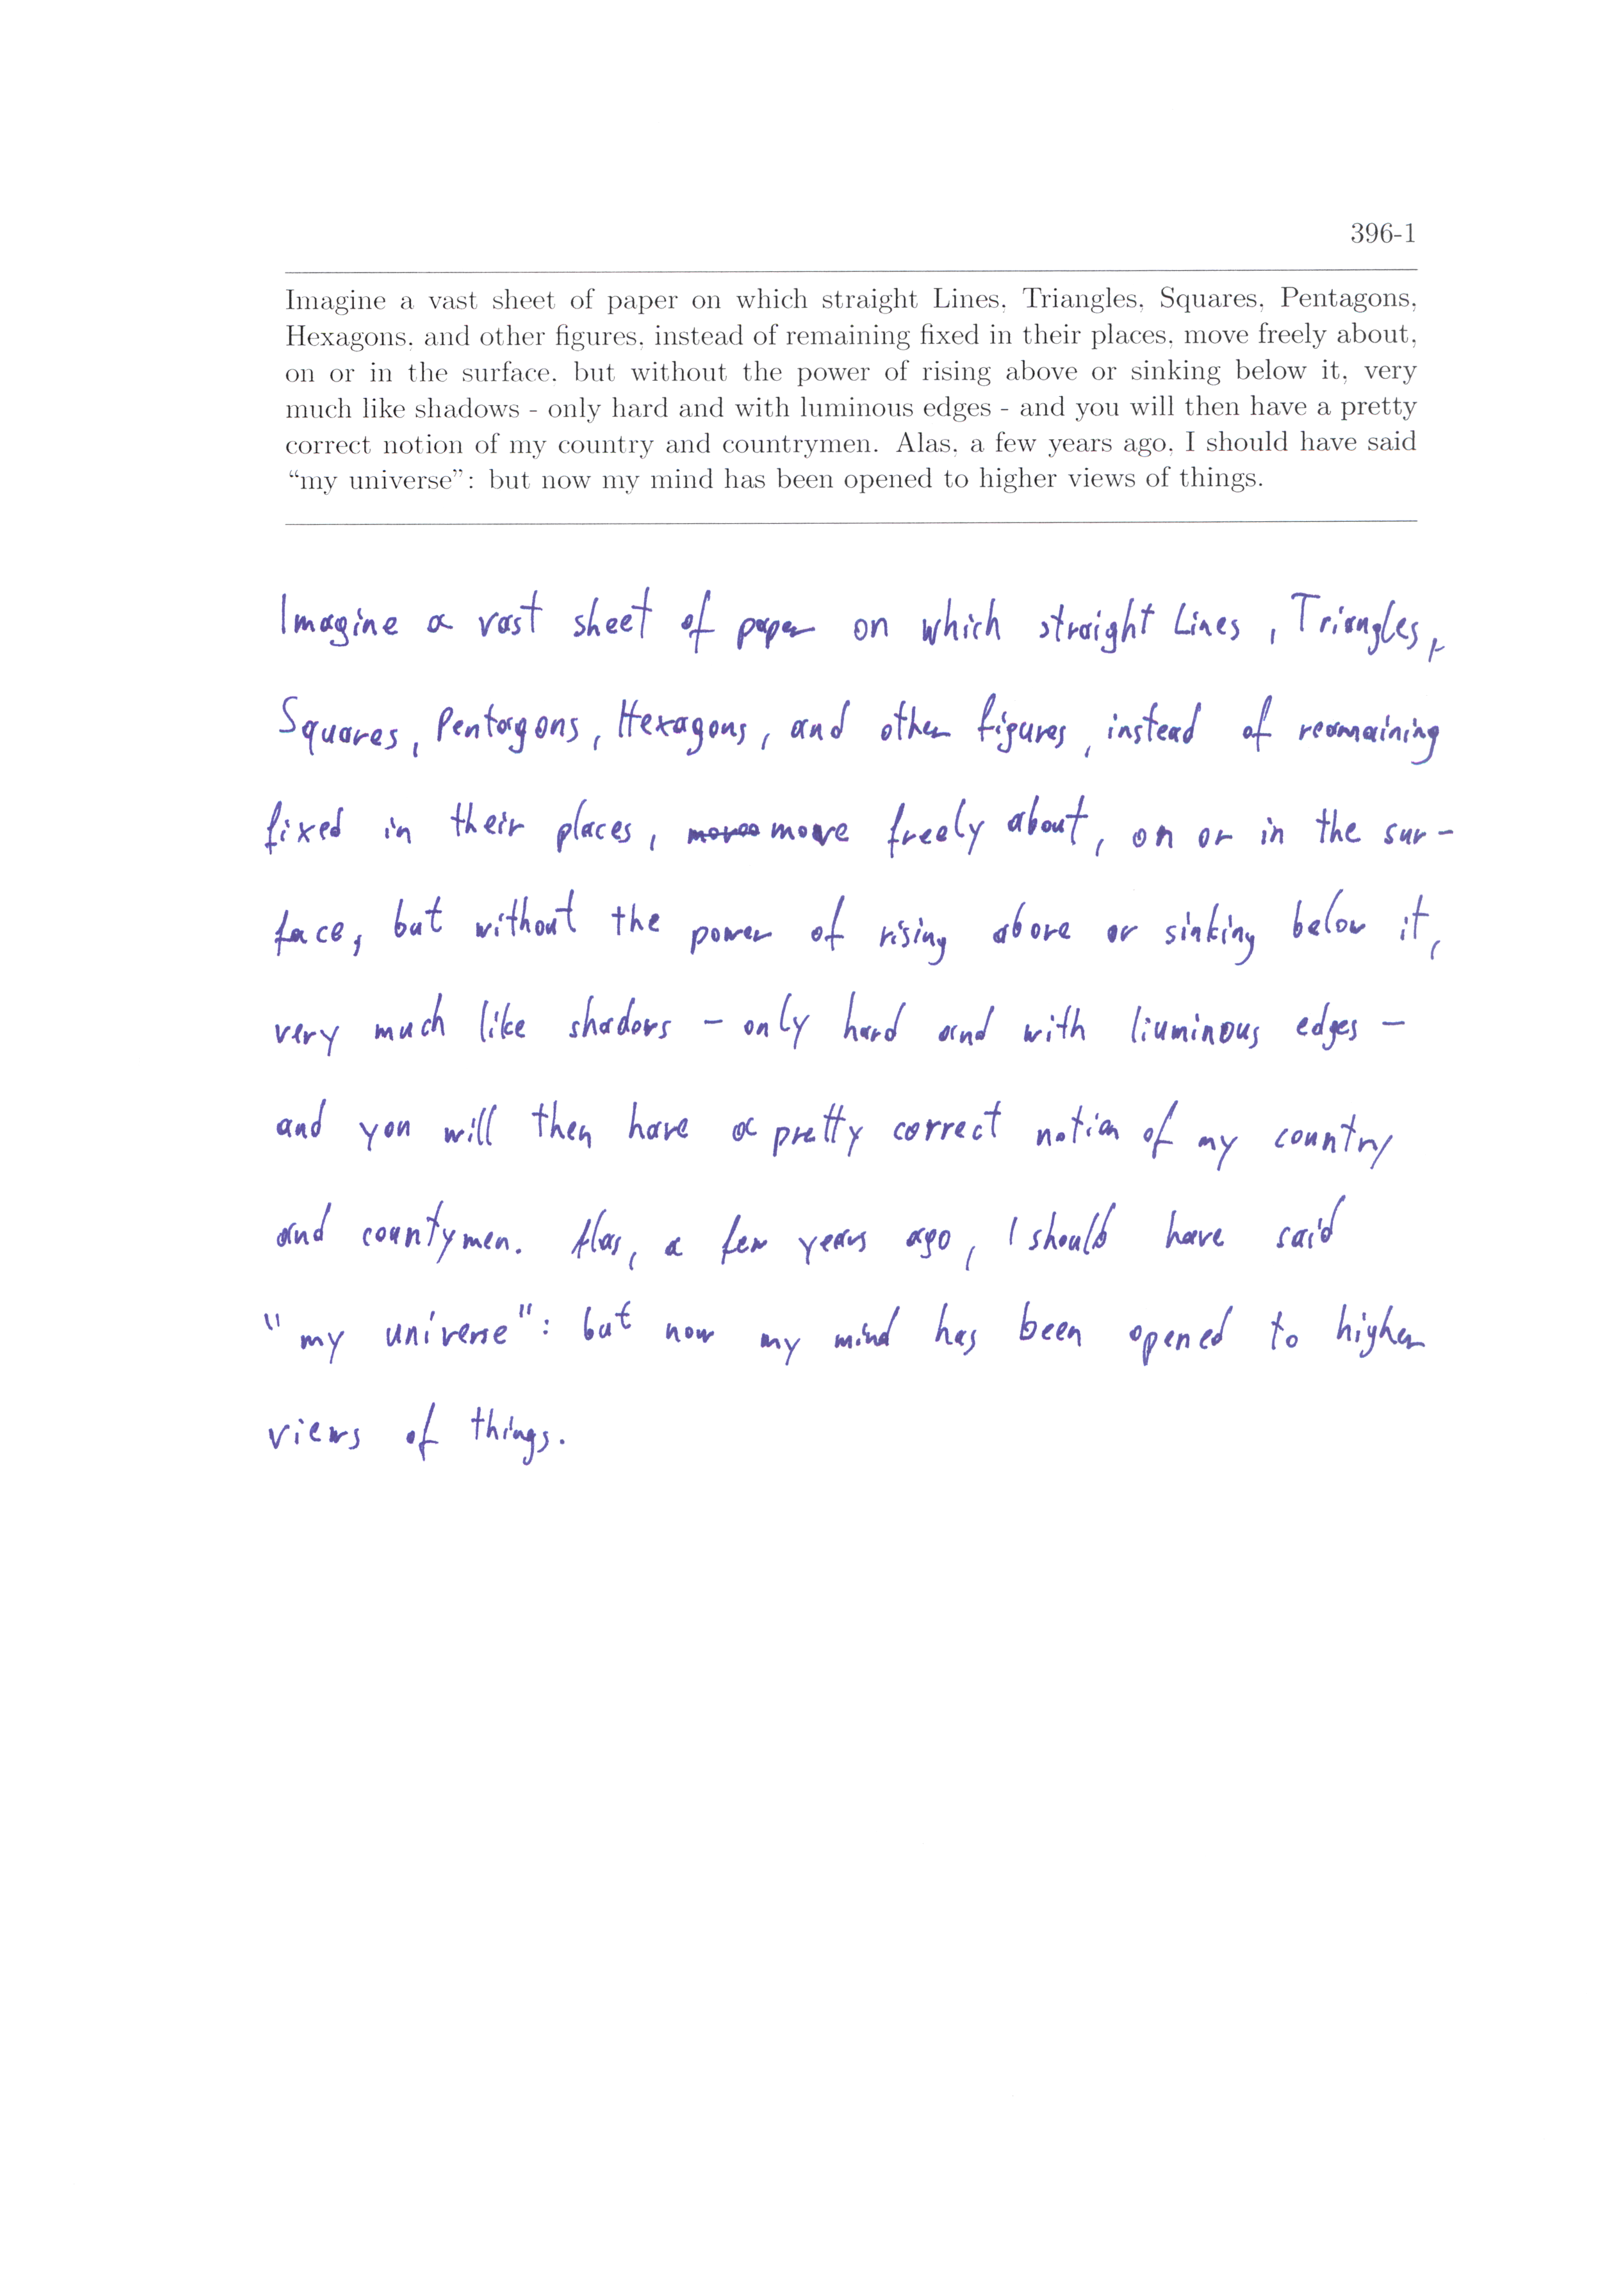 396-1
Imagine a vast sheet of paper on which straight Lines, Triangles, Squares, Pentagons,
Hexagons, and other figures, instead of remaining fixed in their places, move freely about,
on or in the surface, but without the power of rising above or sinking below it, very
much like shadows - only hard and with luminous edges - and you will then have a pretty
correct notion of my country and countrymen. Alas, a few years ago, I should have said
“my universe”: but now my mind has been opened to higher views of things.
Imagine a vast sheet of paper on which straight Lines, Triangles,
Squares, Pentagons, Hexagons, and other figures, instead of reomaining
fixed in their places, move freely about, on or in the sur-
face, but without the power of rising above or sinking below it,
very much like shadows - only hard and with liuminous edges -
and you will then have a pretty correct notion of my country
and countymen. Alas, a few years ago, I should have said
"my universe": but now my mind has been opened to higher
views of things.